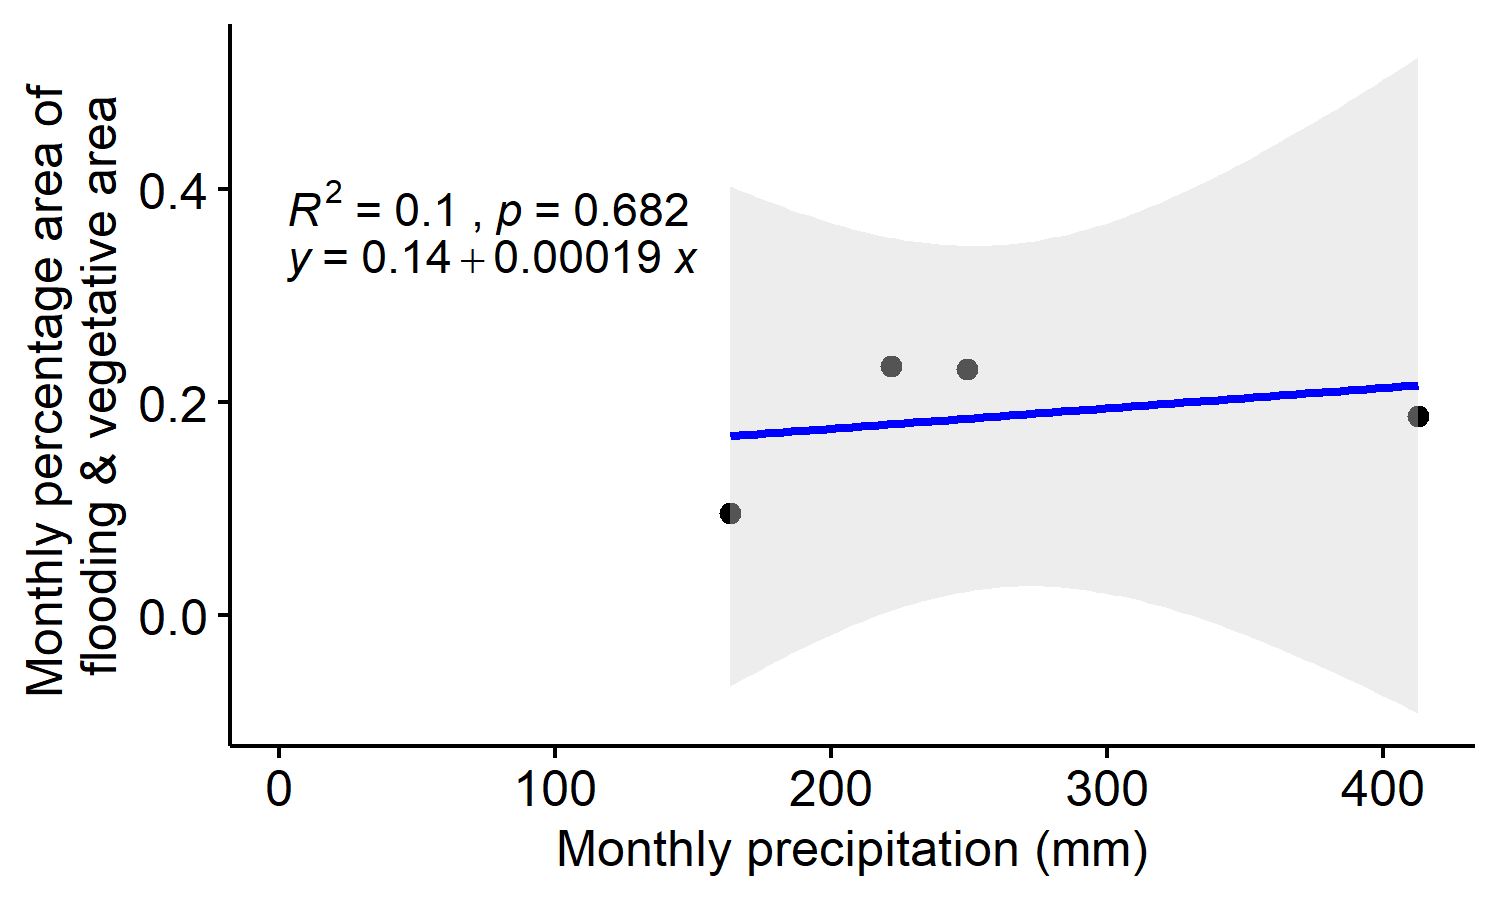 Monthly percentage area of
flooding & vegetative area
0.4
0.2
0.0
R² = 0.1 , p = 0.682
y = 0.14 + 0.00019 x
0 100 200 300 400
Monthly precipitation (mm)